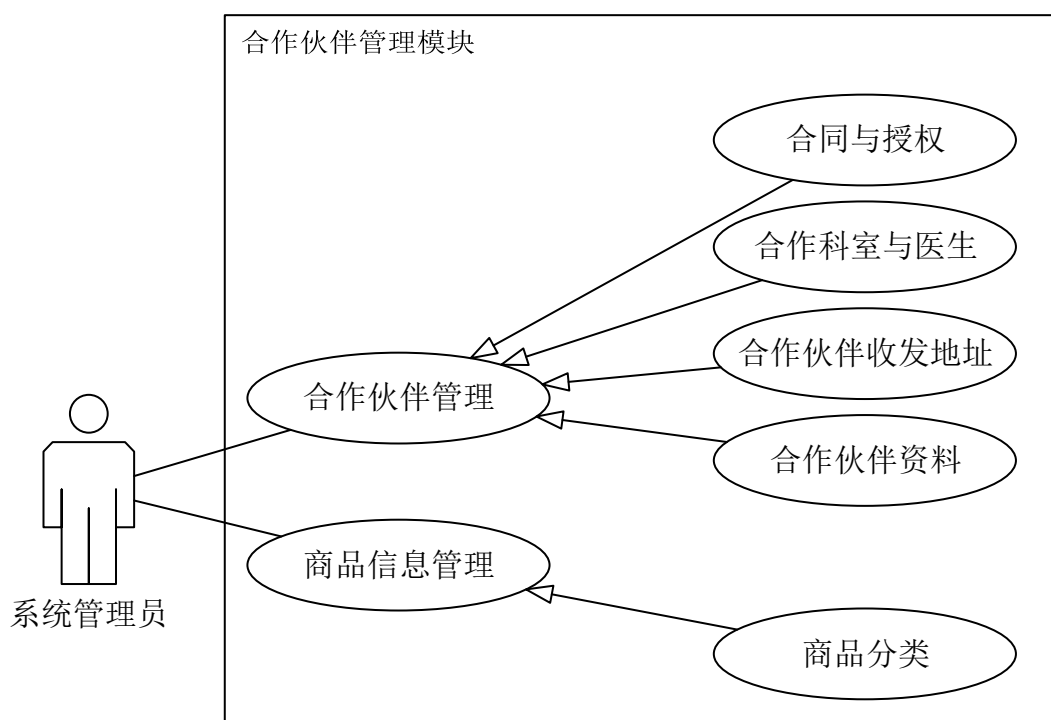 合作伙伴管理模块
合同与授权
合作科室与医生
合作伙伴收发地址
合作伙伴管理
合作伙伴资料
商品信息管理
系统管理员
商品分类